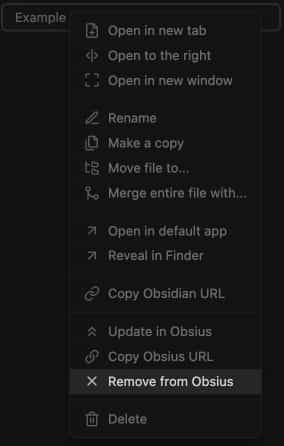 Example
Open in new tab
Open to the right
Open in new window
Rename
Make a copy
Move file to...
Merge entire file with...
Open in default app
Reveal in Finder
Copy Obsidian URL
Update in Obsius
Copy Obsius URL
Remove from Obsius
Delete